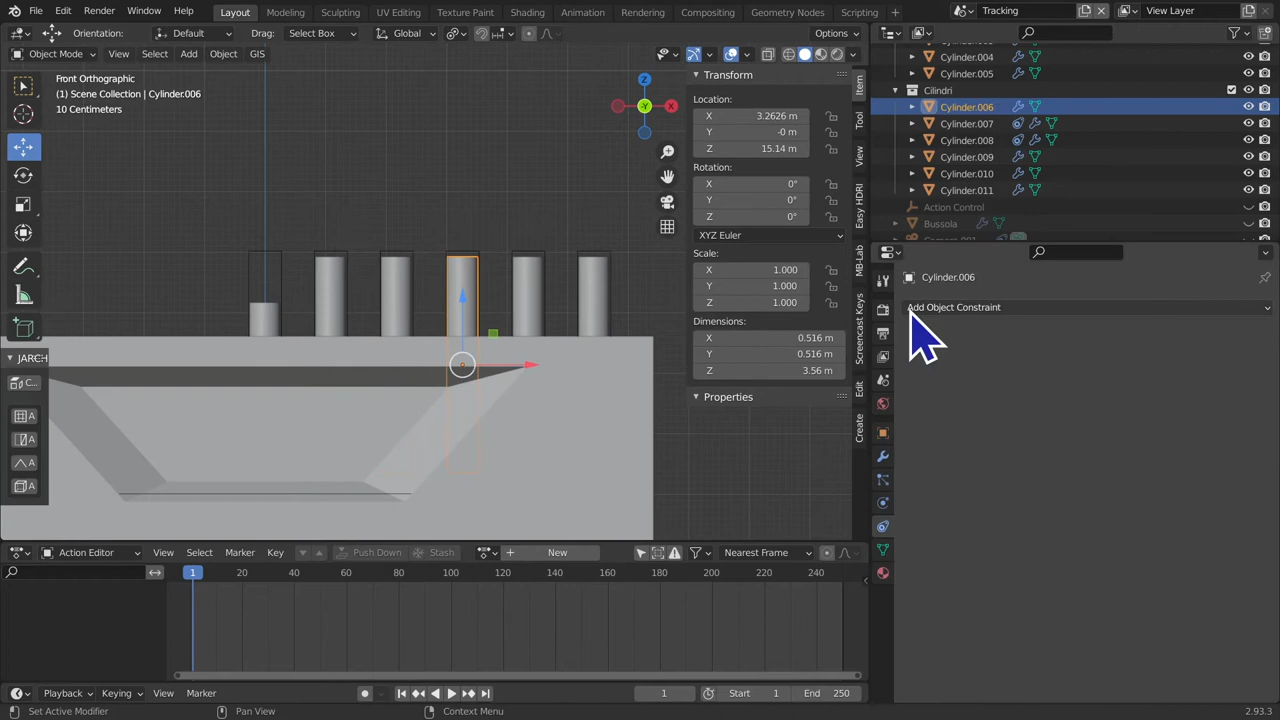 File Edit Render Window Help Layout Modeling Sculpting UV Editing Texture Paint Shading Animation Rendering Compositing Geometry Nodes Scripting + Tracking View Layer
Orientation: Default Drag: Select Box Global Options
Object Mode View Select Add Object GIS
Front Orthographic
(1) Scene Collection | Cylinder.006
10 Centimeters
Z
X
-Y
JARCH
C...
A
A
A
A
Transform
Location:
X 3.2626 m
Y -0 m
Z 15.14 m
Rotation:
X 0°
Y 0°
Z 0°
XYZ Euler
Scale:
X 1.000
Y 1.000
Z 1.000
Dimensions:
X 0.516 m
Y 0.516 m
Z 3.56 m
Properties
Item
Tool
View
Easy HDRI
MB-Lab
Screencast Keys
Edit
Create
Cylinder.004
Cylinder.005
Cilindri
Cylinder.006
Cylinder.007
Cylinder.008
Cylinder.009
Cylinder.010
Cylinder.011
Action Control
Bussola
Cylinder.006
Add Object Constraint
Action Editor View Select Marker Key Push Down Stash + New Nearest Frame
1 20 40 60 80 100 120 140 160 180 200 220 240
Playback Keying View Marker 1 Start 1 End 250
Set Active Modifier Pan View Context Menu 2.93.3